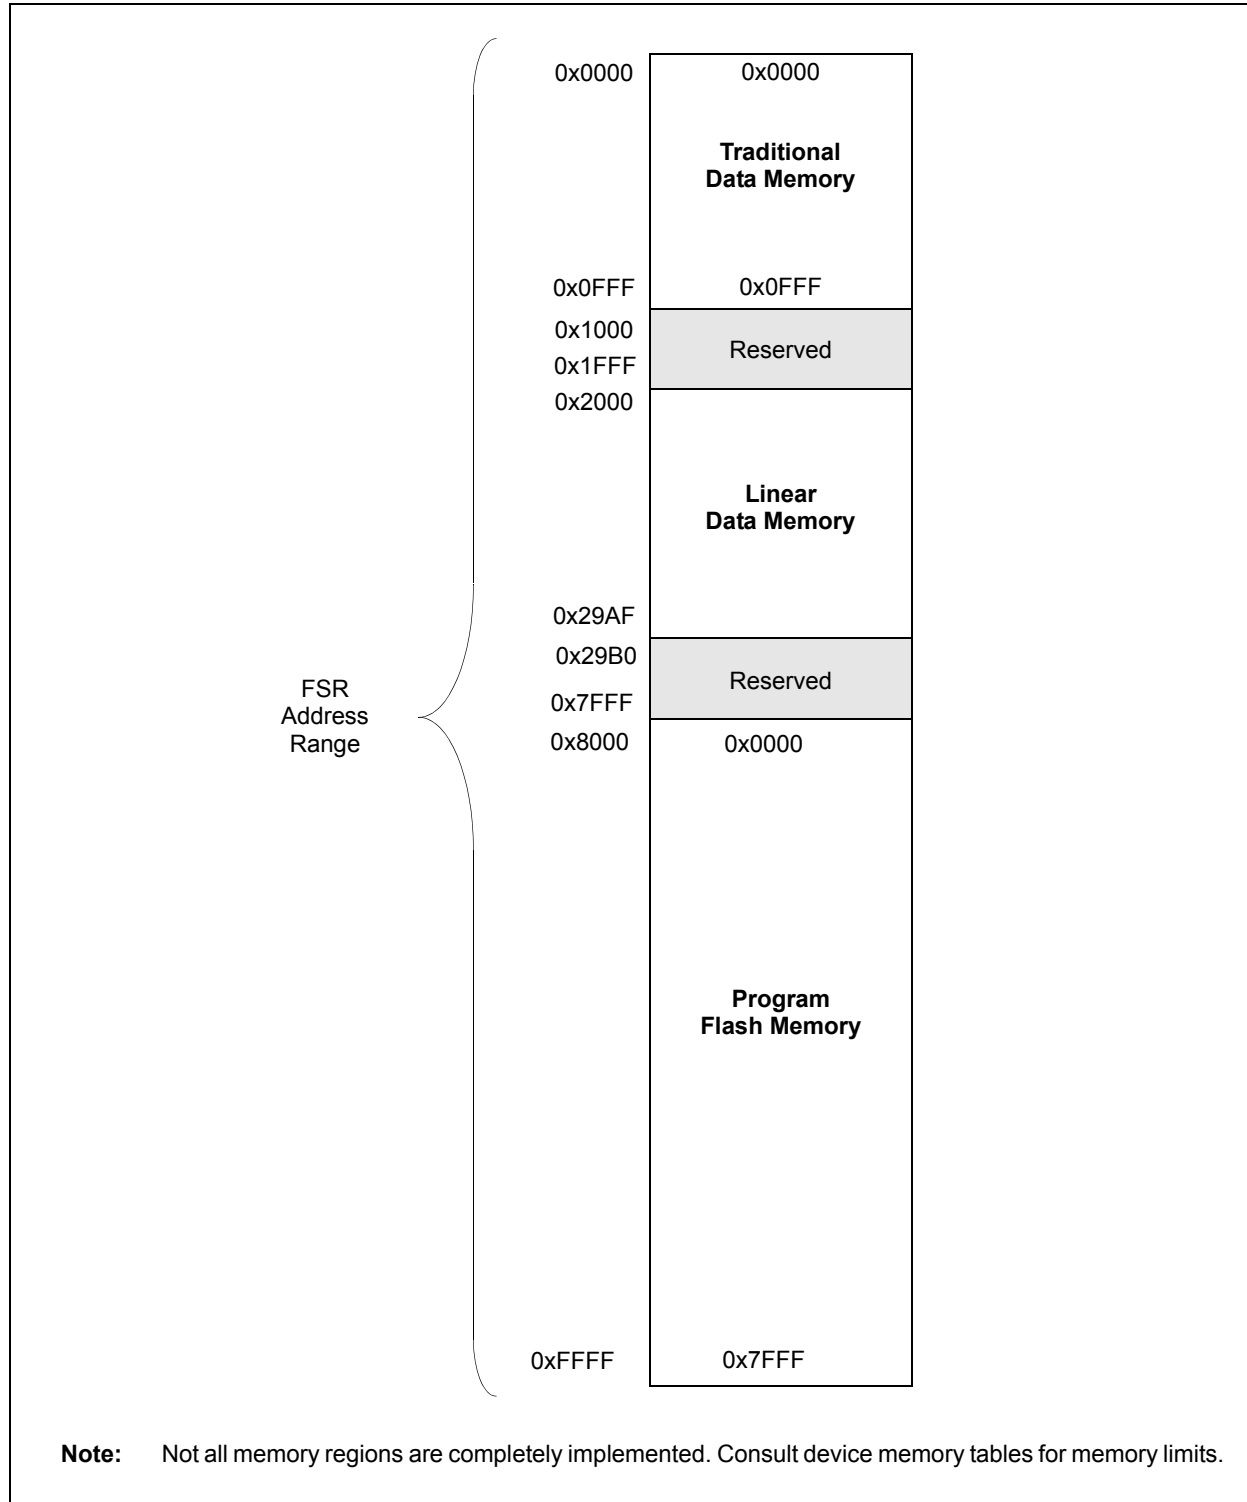 0x0000 0x0000
Traditional
Data Memory
0x0FFF 0x0FFF
0x1000
Reserved
0x1FFF
0x2000
Linear
Data Memory
0x29AF
0x29B0
Reserved
0x7FFF
FSR
Address
Range
0x8000 0x0000
Program
Flash Memory
0xFFFF 0x7FFF
Note: Not all memory regions are completely implemented. Consult device memory tables for memory limits.